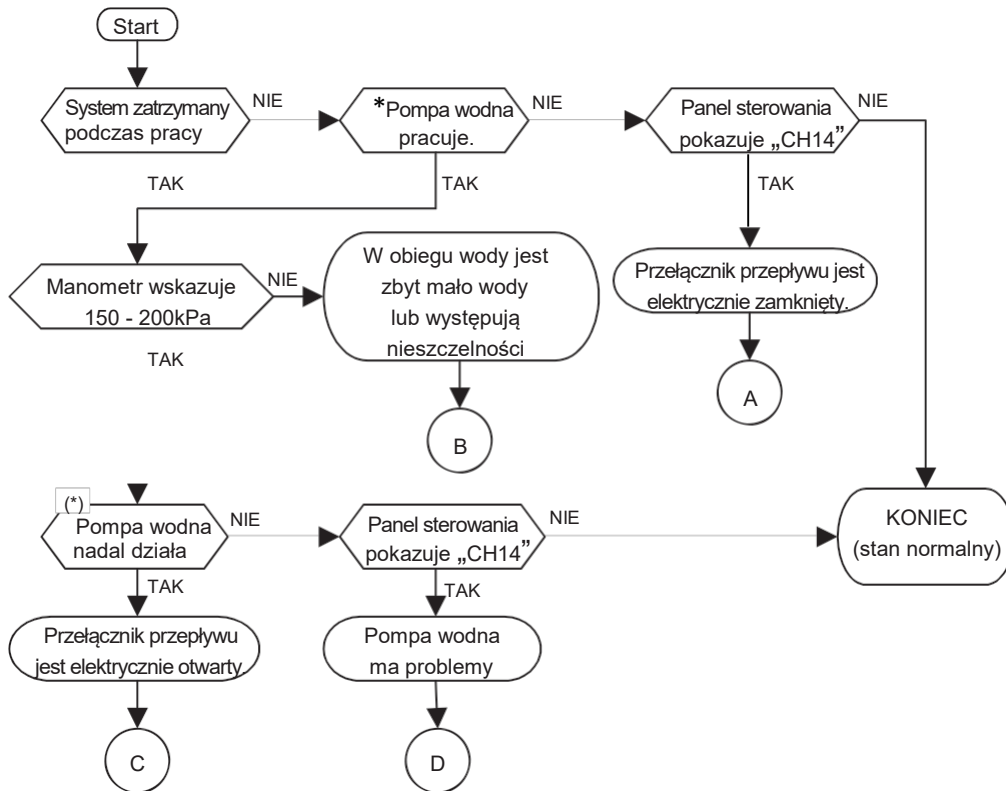 Start
System zatrzymany
podczas pracy
NIE
*Pompa wodna
pracuje.
NIE
Panel sterowania
pokazuje „CH14”
NIE
TAK
TAK
TAK
Manometr wskazuje
150 - 200kPa
NIE
W obiegu wody jest
zbyt mało wody
lub występują
nieszczelności
Przełącznik przepływu jest
elektrycznie zamknięty.
TAK
A
B
(*)
Pompa wodna
nadal działa
NIE
Panel sterowania
pokazuje „CH14”
NIE
KONIEC
(stan normalny)
TAK
TAK
Przełącznik przepływu
jest elektrycznie otwarty.
Pompa wodna
ma problemy
C
D